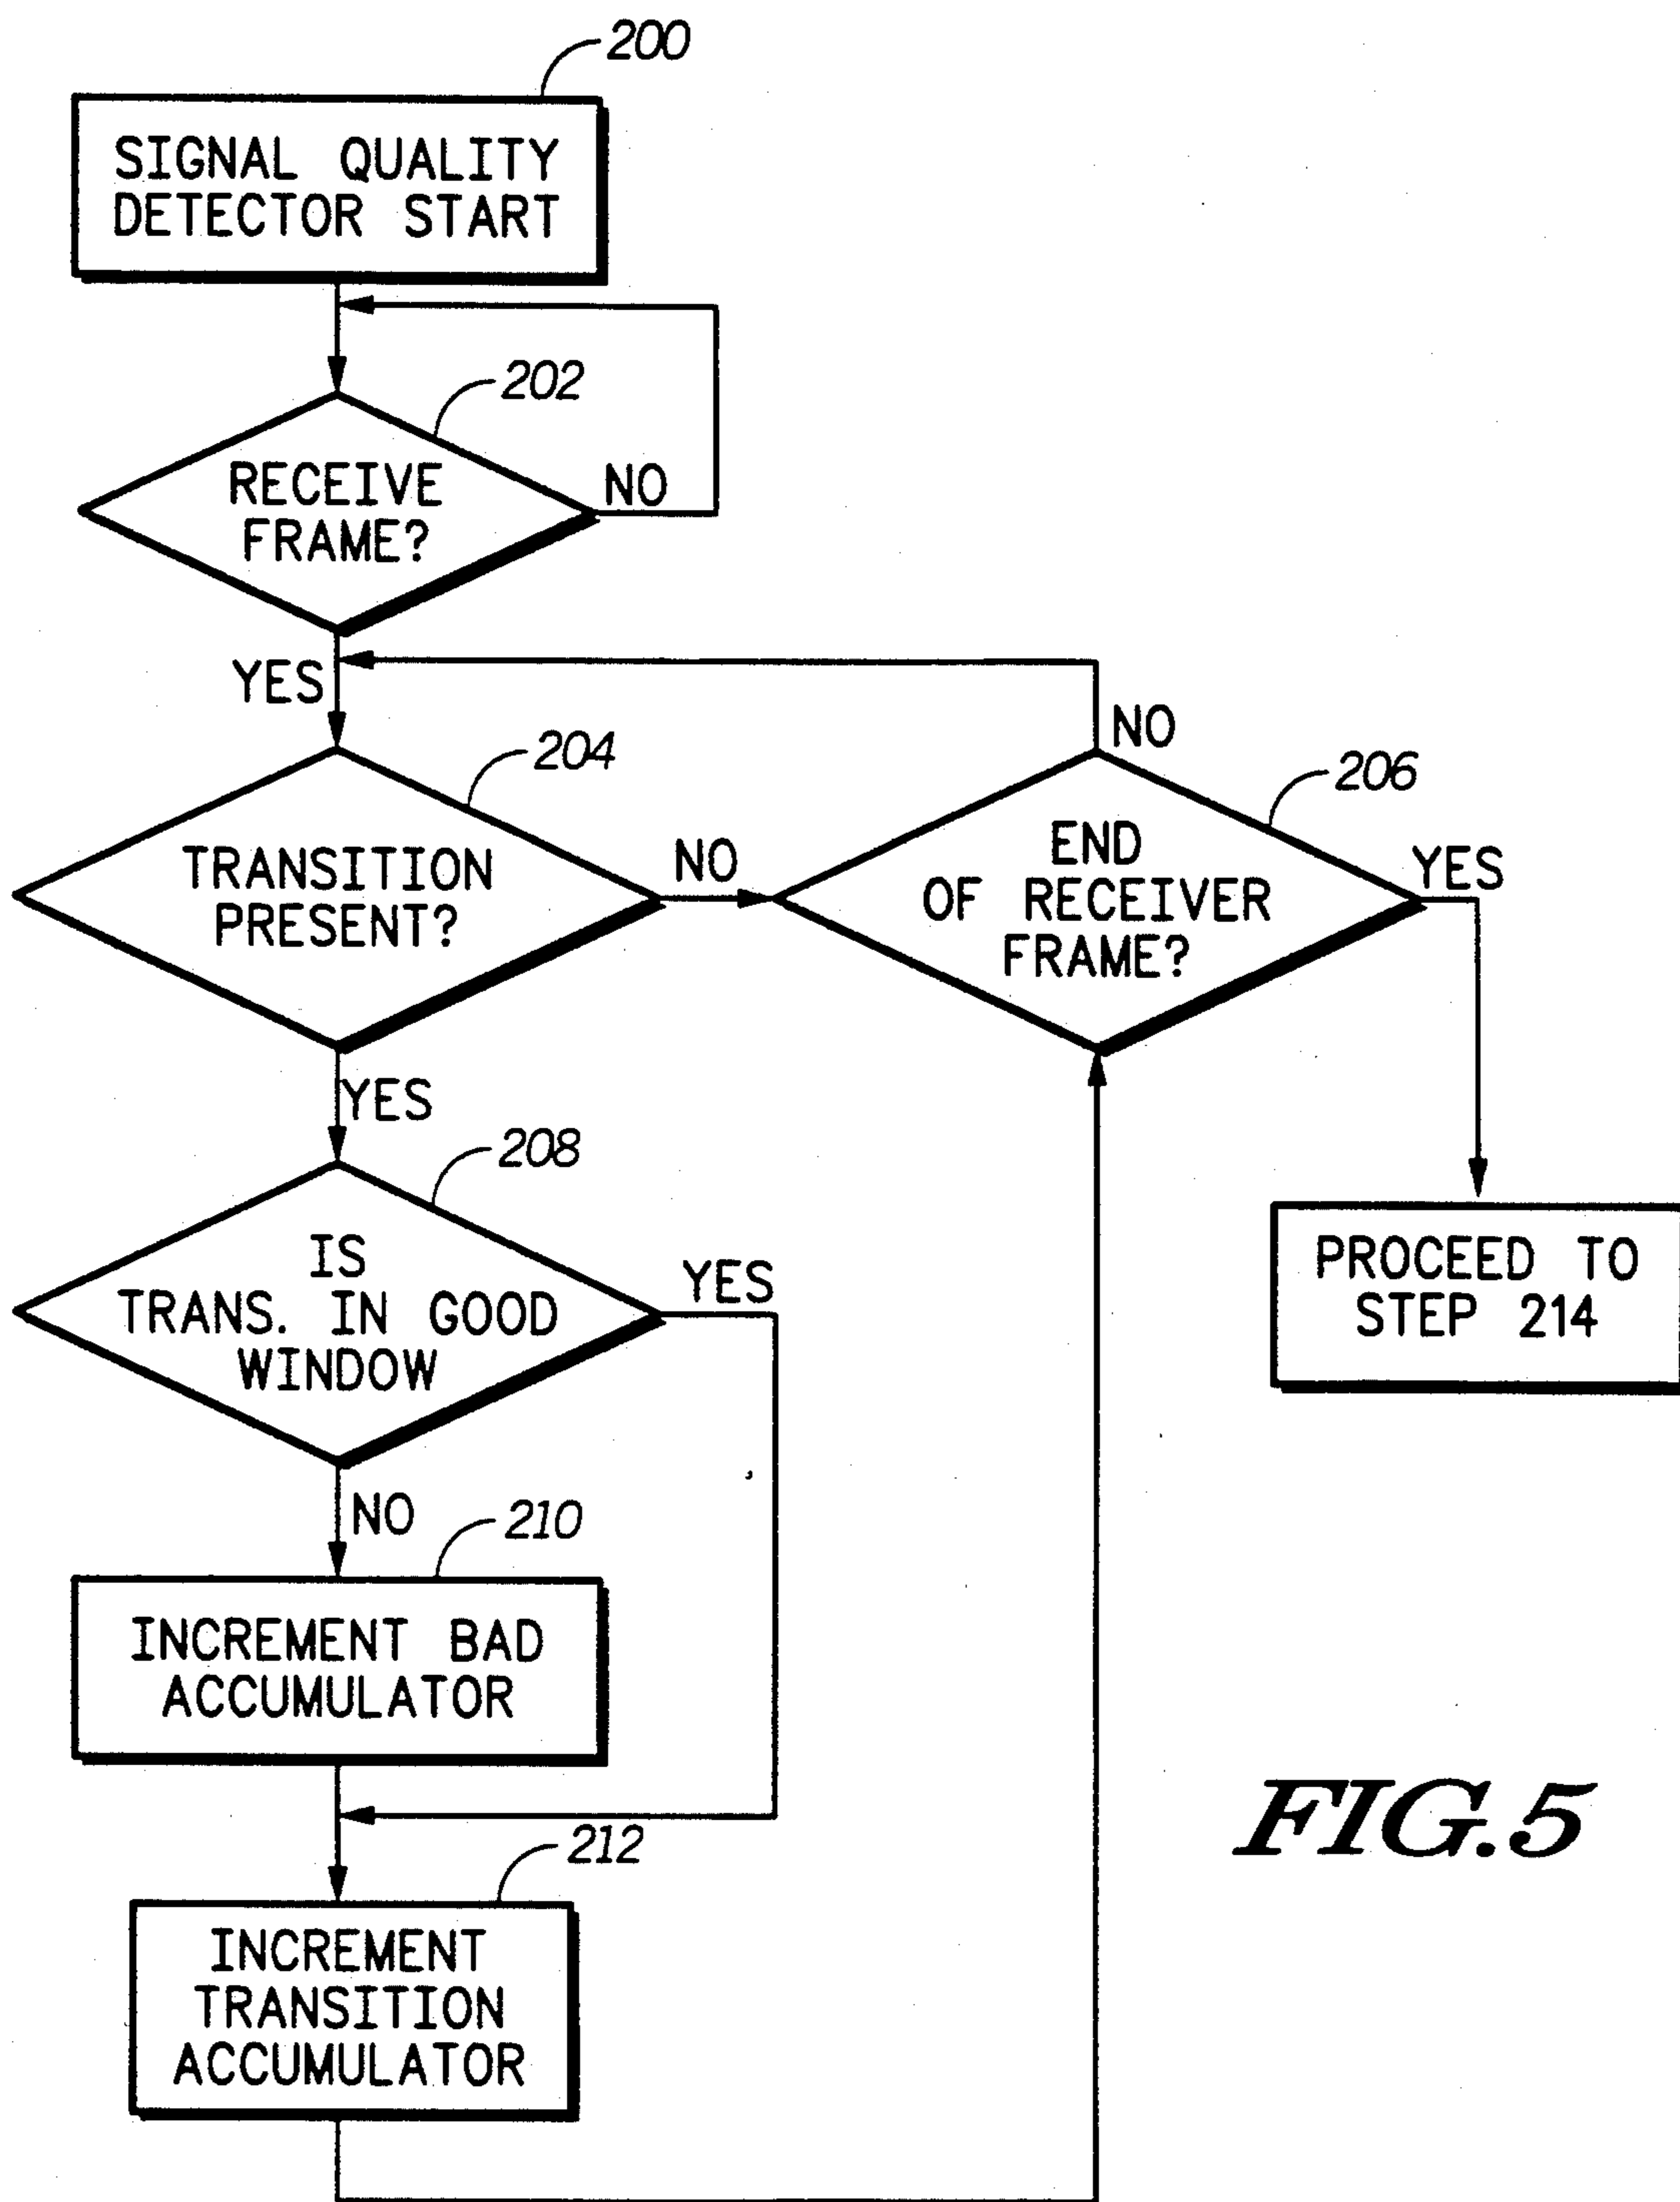 200
SIGNAL QUALITY
DETECTOR START
202
RECEIVE
FRAME?
NO
YES
204
TRANSITION
PRESENT?
NO
NO
206
END
OF RECEIVER
FRAME?
YES
YES
208
IS
TRANS. IN GOOD
WINDOW
YES
PROCEED TO
STEP 214
NO
210
INCREMENT BAD
ACCUMULATOR
212
INCREMENT
TRANSITION
ACCUMULATOR
FIG.5